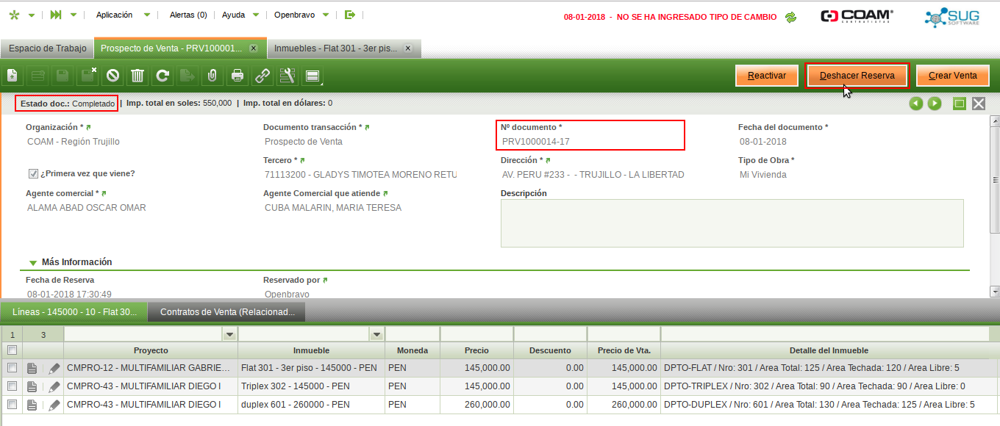 Aplicación Alertas (0) Ayuda Openbravo 08-01-2018 - NO SE HA INGRESADO TIPO DE CAMBIO COAM CONTRATISTAS SUG SOFTWARE
Espacio de Trabajo Prospecto de Venta - PRV100001... Inmuebles - Flat 301 - 3er pis...
Reactivar Deshacer Reserva Crear Venta
Estado doc.: Completado | Imp. total en soles: 550,000 | Imp. total en dólares: 0
Organización * Documento transacción * Nº documento * Fecha del documento *
COAM - Región Trujillo Prospecto de Venta PRV1000014-17 08-01-2018
Tercero * Dirección * Tipo de Obra *
¿Primera vez que viene? 71113200 - GLADYS TIMOTEA MORENO RETU AV. PERU #233 - - TRUJILLO - LA LIBERTAD Mi Vivienda
Agente comercial * Agente Comercial que atiende Descripción
ALAMA ABAD OSCAR OMAR CUBA MALARIN, MARIA TERESA
Más Información
Fecha de Reserva Reservado por
08-01-2018 17:30:49 Openbravo
Líneas - 145000 - 10 - Flat 30... Contratos de Venta (Relacionad...
1 3
Proyecto Inmueble Moneda Precio Descuento Precio de Vta. Detalle del Inmueble
CMPRO-12 - MULTIFAMILIAR GABRIE... Flat 301 - 3er piso - 145000 - PEN PEN 145,000.00 0.00 145,000.00 DPTO-FLAT / Nro: 301 / Area Total: 125 / Area Techada: 120 / Area Libre: 5
CMPRO-43 - MULTIFAMILIAR DIEGO I Triplex 302 - 145000 - PEN PEN 145,000.00 0.00 145,000.00 DPTO-TRIPLEX / Nro: 302 / Area Total: 90 / Area Techada: 90 / Area Libre: 0
CMPRO-43 - MULTIFAMILIAR DIEGO I duplex 601 - 260000 - PEN PEN 260,000.00 0.00 260,000.00 DPTO-DUPLEX / Nro: 601 / Area Total: 130 / Area Techada: 125 / Area Libre: 5